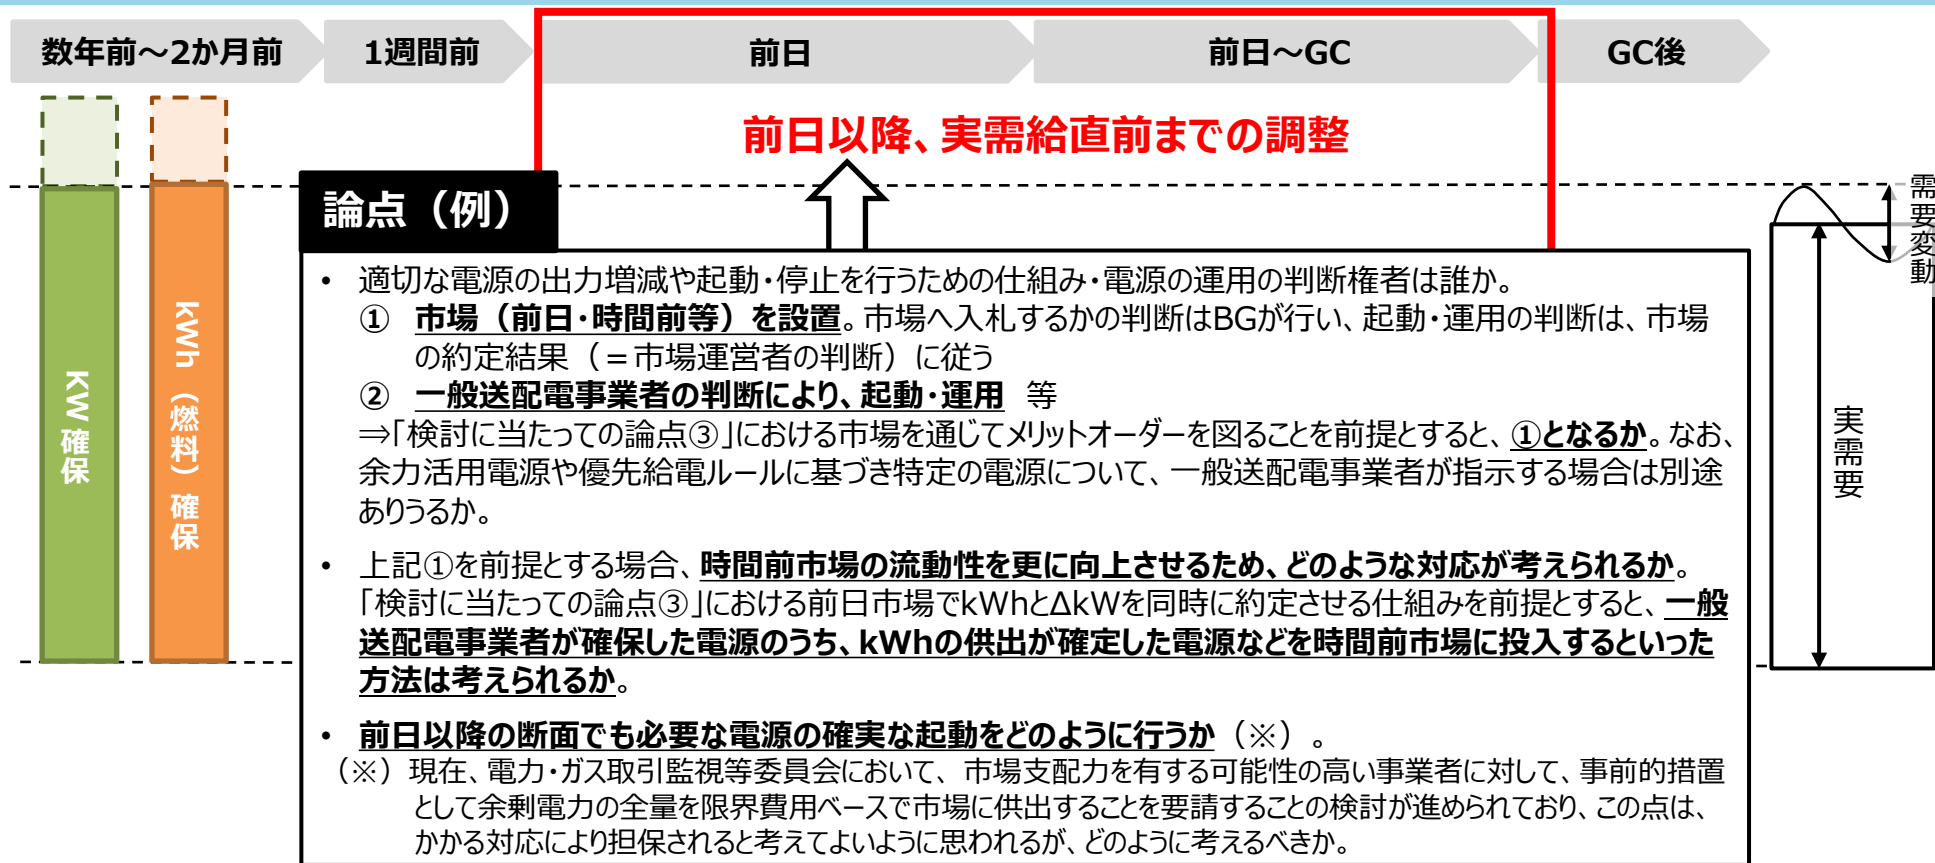 数年前～2か月前
1週間前
前日
前日～GC
GC後
前日以降、実需給直前までの調整
論点（例）
KW 確保
kWh（燃料）確保
需要変動
実需要
• 適切な電源の出力増減や起動・停止を行うための仕組み・電源の運用の判断権者は誰か。
① 市場（前日・時間前等）を設置。市場へ入札するかの判断はBGが行い、起動・運用の判断は、市場
の約定結果（＝市場運営者の判断）に従う
② 一般送配電事業者の判断により、起動・運用 等
⇒「検討に当たっての論点③」における市場を通じてメリットオーダーを図ることを前提とすると、①となるか。なお、
余力活用電源や優先給電ルールに基づき特定の電源について、一般送配電事業者が指示する場合は別途
ありうるか。
• 上記①を前提とする場合、時間前市場の流動性を更に向上させるため、どのような対応が考えられるか。
「検討に当たっての論点③」における前日市場でkWhとΔkWを同時に約定させる仕組みを前提とすると、一般
送配電事業者が確保した電源のうち、kWhの供出が確定した電源などを時間前市場に投入するといった
方法は考えられるか。
• 前日以降の断面でも必要な電源の確実な起動をどのように行うか（※）。
（※）現在、電力・ガス取引監視等委員会において、市場支配力を有する可能性の高い事業者に対して、事前的措置
として余剰電力の全量を限界費用ベースで市場に供出することを要請することの検討が進められており、この点は、
かかる対応により担保されると考えてよいように思われるが、どのように考えるべきか。